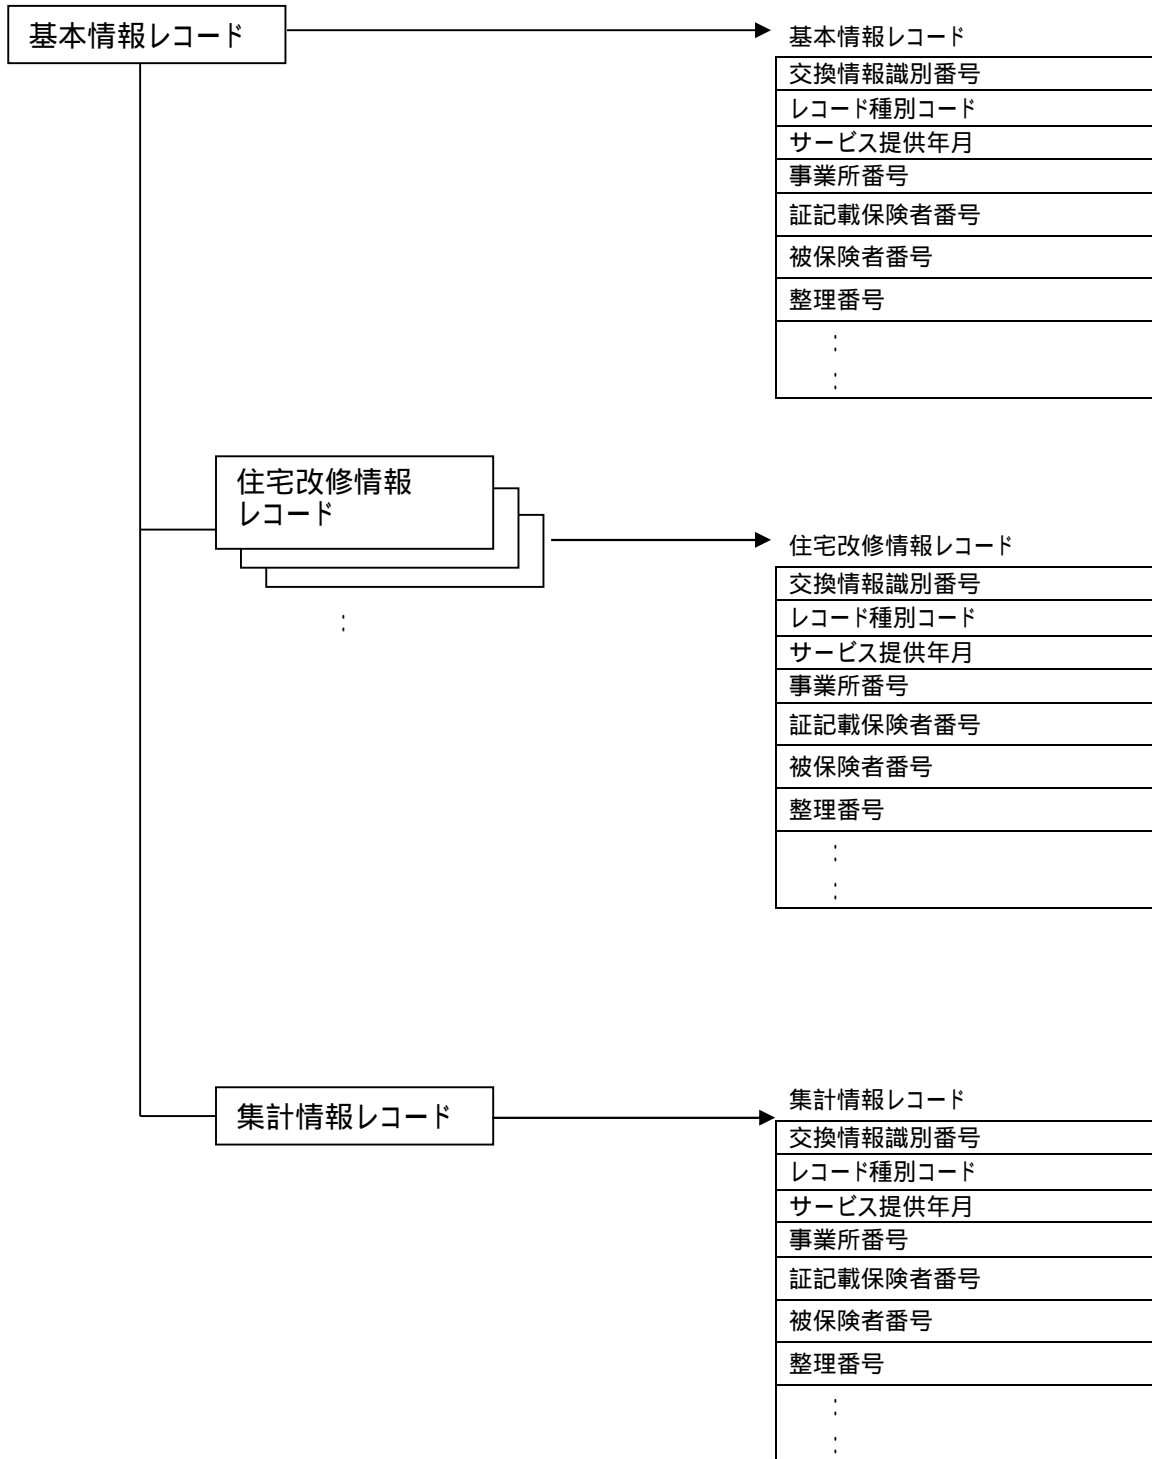 基本情報レコード
基本情報レコード
交換情報識別番号
レコード種別コード
サービス提供年月
事業所番号
証記載保険者番号
被保険者番号
整理番号
:
:
住宅改修情報
レコード
:
住宅改修情報レコード
交換情報識別番号
レコード種別コード
サービス提供年月
事業所番号
証記載保険者番号
被保険者番号
整理番号
:
:
集計情報レコード
集計情報レコード
交換情報識別番号
レコード種別コード
サービス提供年月
事業所番号
証記載保険者番号
被保険者番号
整理番号
:
: